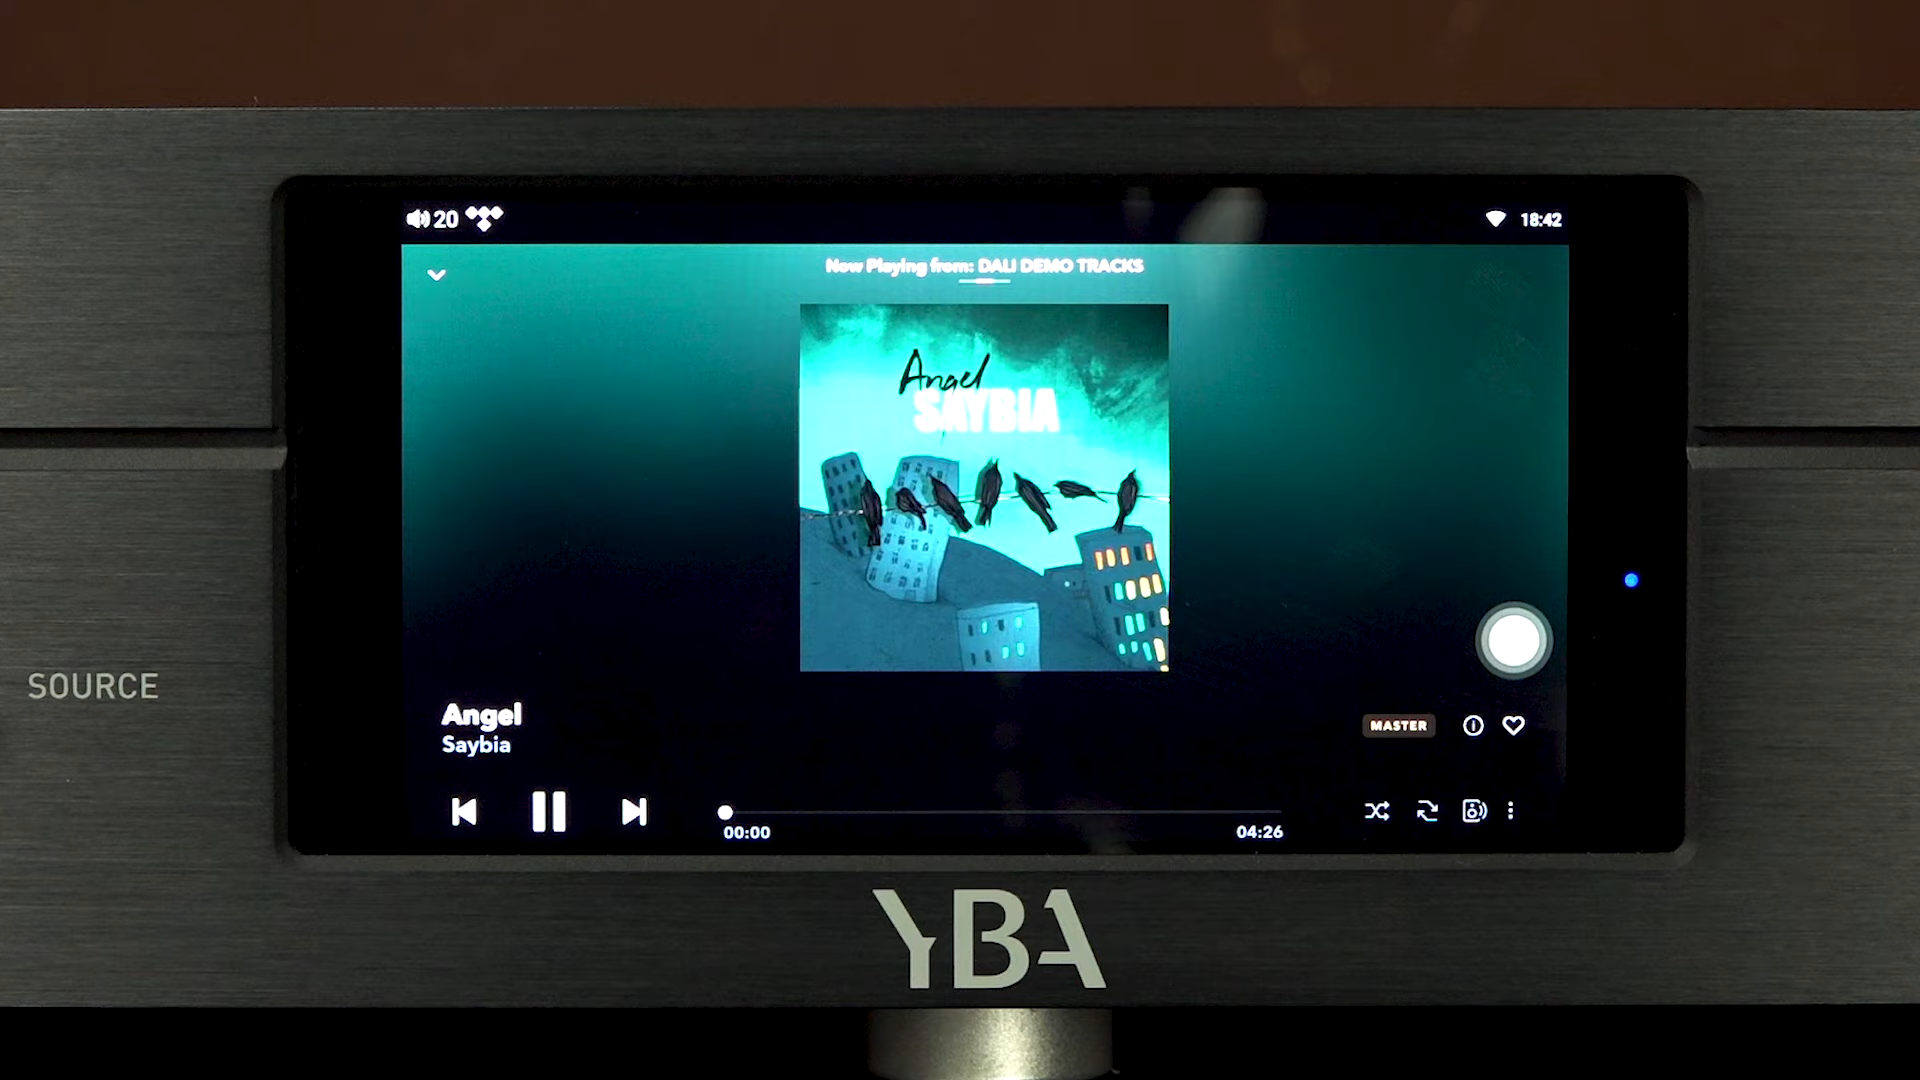 20
18:42
Now Playing from: DALI DEMO TRACKS
Angel
SAYBIA
SOURCE
Angel
Saybia
MASTER
00:00
04:26
YBA